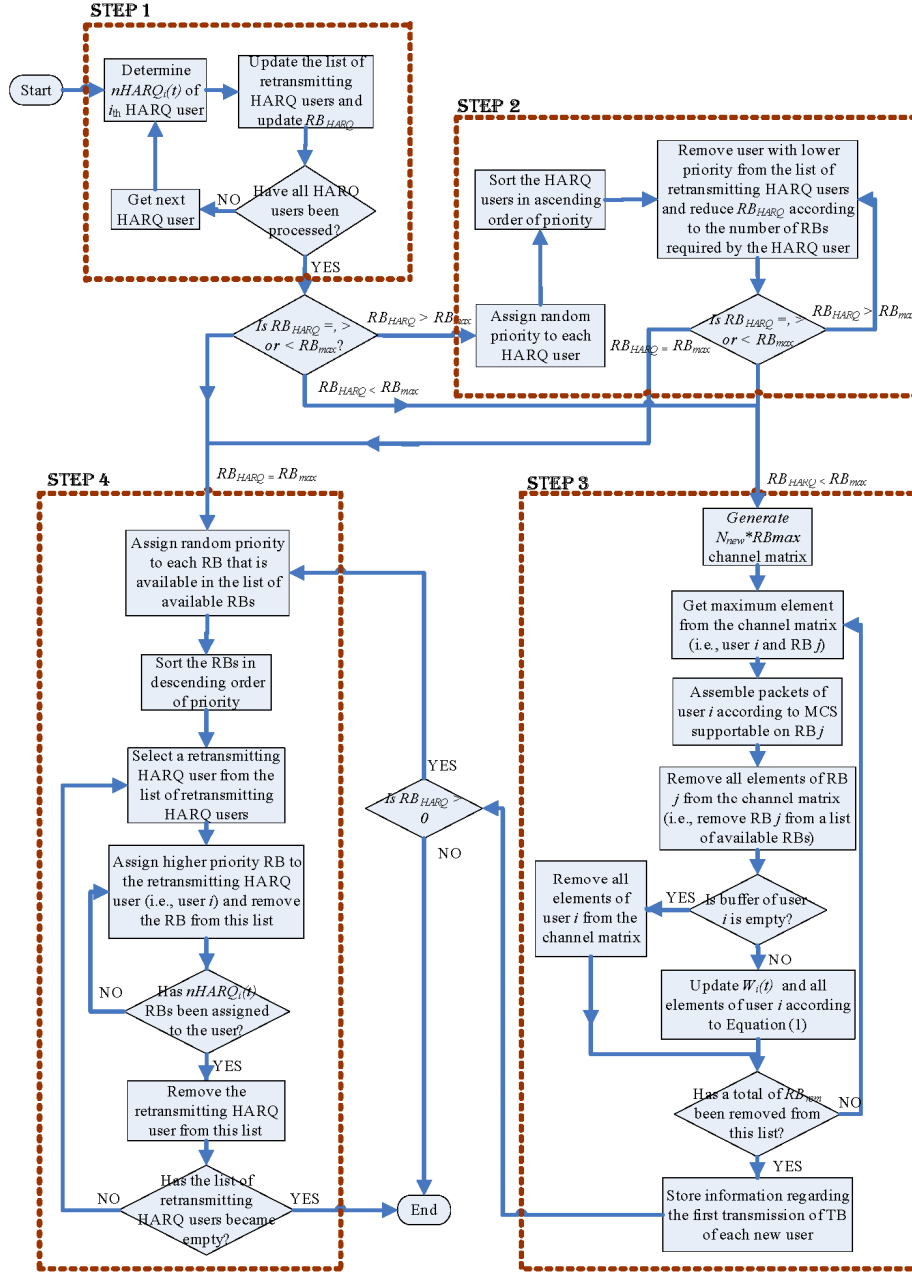 STEP 1
Start
Determine
nHARQi(t) of
ith HARQ user
Update the list of
retransmitting
HARQ users and
update RBHARQ
Get next
HARQ user
NO
Have all HARQ
users been
processed?
YES
STEP 2
Sort the HARQ
users in ascending
order of priority
Remove user with lower
priority from the list of
retransmitting HARQ users
and reduce RBHARQ according
to the number of RBs
required by the HARQ user
Assign random
priority to each
HARQ user
Is RBHARQ =, >
or < RBmax
RBHARQ > RBmax
RBHARQ = RBmax
Is RBHARQ =, >
or < RBmax?
RBHARQ > RBmax
RBHARQ < RBmax
RBHARQ = RBmax
RBHARQ < RBmax
STEP 4
Assign random priority
to each RB that is
available in the list of
available RBs
Sort the RBs in
descending order
of priority
Select a retransmitting
HARQ user from the
list of retransmitting
HARQ users
Assign higher priority RB to
the retransmitting HARQ
user (i.e., user i) and remove
the RB from this list
NO
Has nHARQi(t)
RBs been assigned
to the user?
YES
Remove the
retransmitting HARQ
user from this list
NO
Has the list of
retransmitting
HARQ users became
empty?
YES
End
YES
Is RBHARQ >
0
NO
STEP 3
Generate
Nnew*RBmax
channel matrix
Get maximum element
from the channel matrix
(i.e., user i and RB j)
Assemble packets of
user i according to MCS
supportable on RB j
Remove all elements of RB
j from the channel matrix
(i.e., remove RB j from a list
of available RBs)
Remove all
elements of
user i from the
channel matrix
YES
Is buffer of user
i is empty?
NO
Update Wi(t) and all
elements of user i according
to Equation (1)
Has a total of RBrem
been removed from
this list?
NO
YES
Store information regarding
the first transmission of TB
of each new user